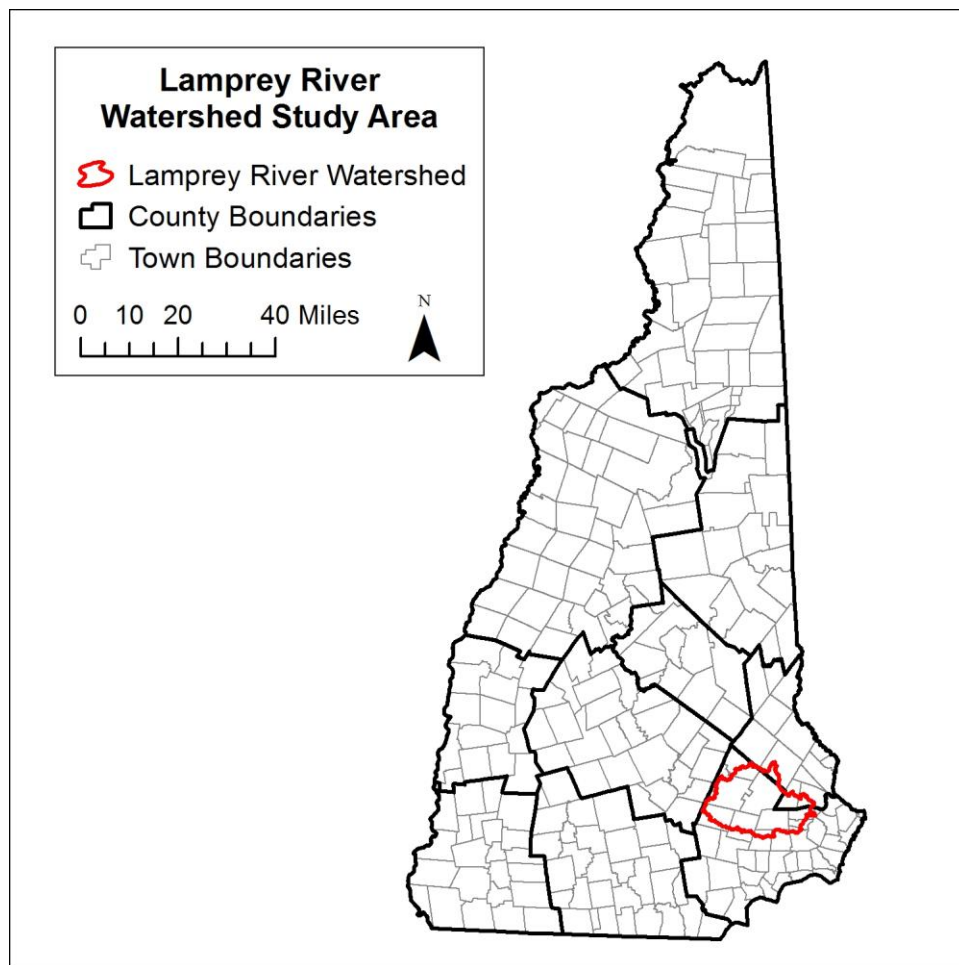 Lamprey River
Watershed Study Area
Lamprey River Watershed
County Boundaries
Town Boundaries
0 10 20 40 Miles
N